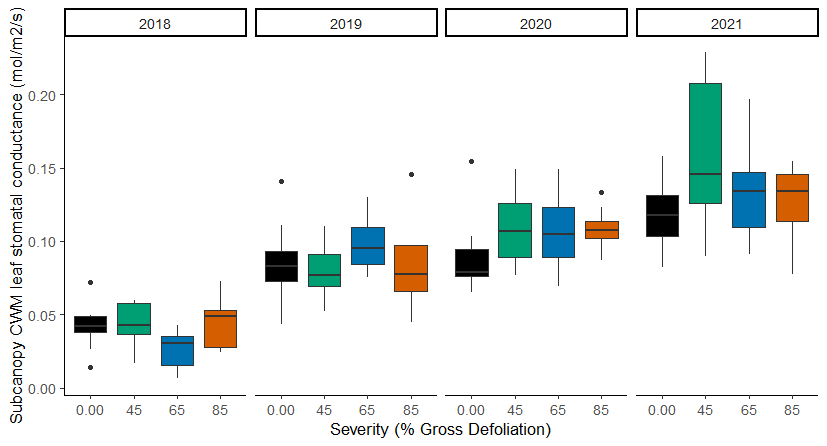 2018 2019 2020 2021
Subcanopy CWM leaf stomatal conductance (mol/m2/s)
0.20
0.15
0.10
0.05
0.00
0.00 45 65 85 0.00 45 65 85 0.00 45 65 85 0.00 45 65 85
Severity (% Gross Defoliation)